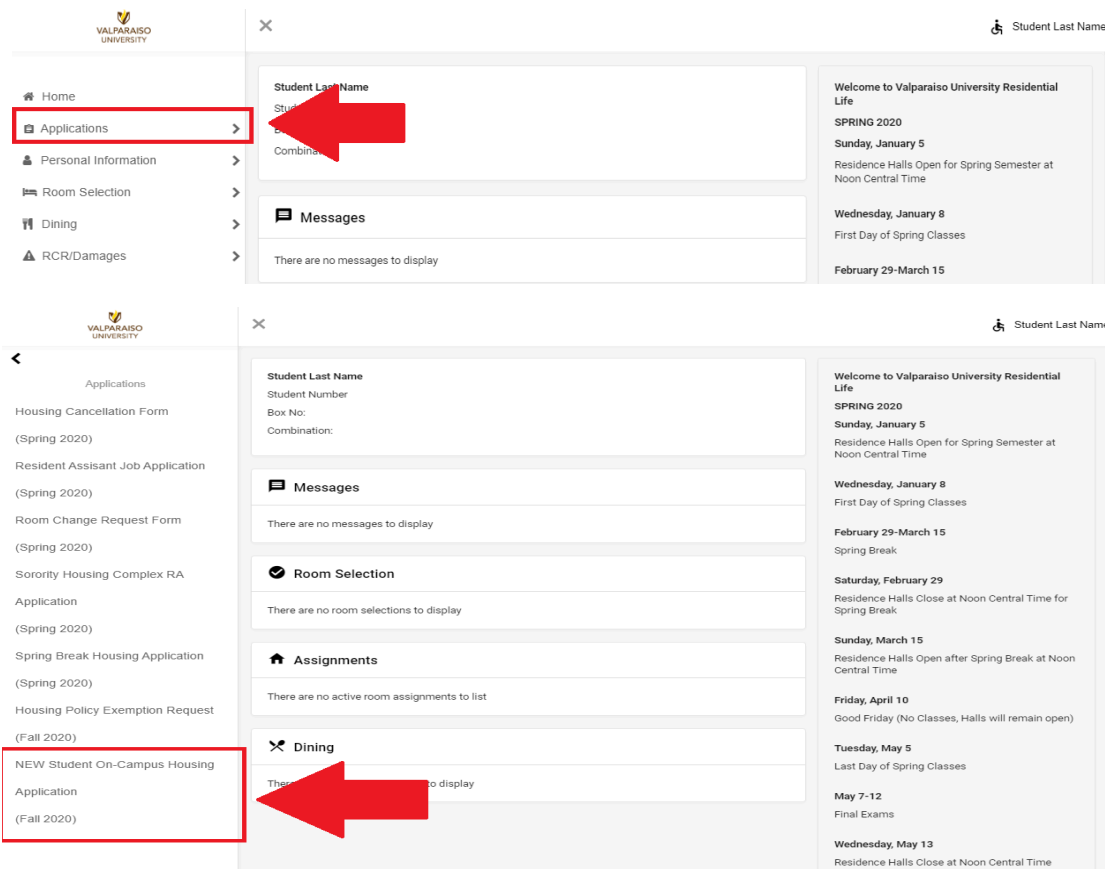 VALPARAISO
UNIVERSITY
Student Last Name
Home
Applications
Personal Information
Room Selection
Dining
RCR/Damages
Student Last Name
Combinat
Messages
There are no messages to display
Welcome to Valparaiso University Residential
Life
SPRING 2020
Sunday, January 5
Residence Halls Open for Spring Semester at
Noon Central Time
Wednesday, January 8
First Day of Spring Classes
February 29-March 15
VALPARAISO
UNIVERSITY
Student Last Name
Applications
Housing Cancellation Form
(Spring 2020)
Resident Assisant Job Application
(Spring 2020)
Room Change Request Form
(Spring 2020)
Sorority Housing Complex RA
Application
(Spring 2020)
Spring Break Housing Application
(Spring 2020)
Housing Policy Exemption Request
(Fall 2020)
NEW Student On-Campus Housing
Application
(Fall 2020)
Student Last Name
Student Number
Box No:
Combination:
Messages
There are no messages to display
Room Selection
There are no room selections to display
Assignments
There are no active room assignments to list
Dining
to display
Welcome to Valparaiso University Residential
Life
SPRING 2020
Sunday, January 5
Residence Halls Open for Spring Semester at
Noon Central Time
Wednesday, January 8
First Day of Spring Classes
February 29-March 15
Spring Break
Saturday, February 29
Residence Halls Close at Noon Central Time for
Spring Break
Sunday, March 15
Residence Halls Open after Spring Break at Noon
Central Time
Friday, April 10
Good Friday (No Classes, Halls will remain open)
Tuesday, May 5
Last Day of Spring Classes
May 7-12
Final Exams
Wednesday, May 13
Residence Halls Close at Noon Central Time